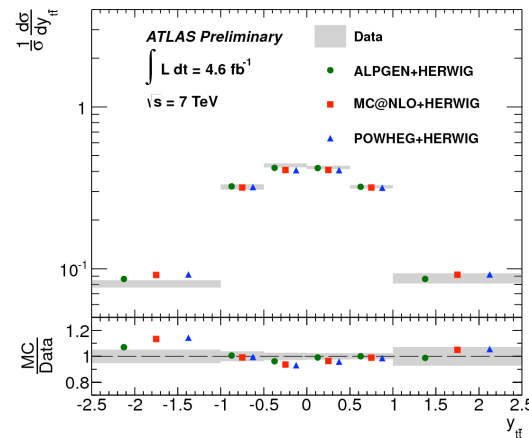 1/σ dσ/dy_tt̄
ATLAS Preliminary
∫ L dt = 4.6 fb⁻¹
√s = 7 TeV
Data
ALPGEN+HERWIG
MC@NLO+HERWIG
POWHEG+HERWIG
1
10⁻¹
MC/Data
1.2
1.0
0.8
-2.5 -2 -1.5 -1 -0.5 0 0.5 1 1.5 2 2.5
y_tt̄